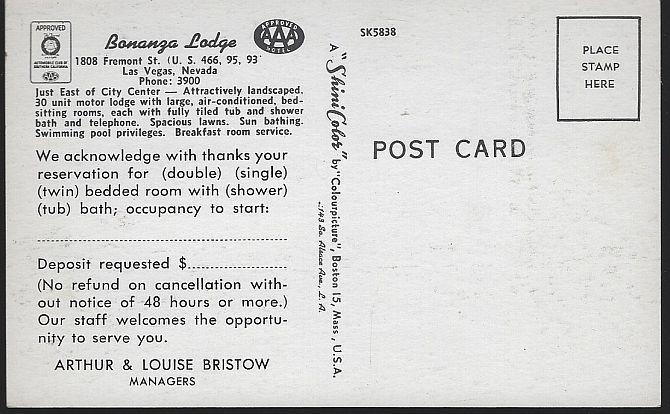 APPROVED
AUTOMOBILE CLUB OF
SOUTHERN CALIFORNIA
AAA
Bonanza Lodge
APPROVED
AAA
MOTEL
1808 Fremont St. (U. S. 466, 95, 93
Las Vegas, Nevada
Phone: 3900
Just East of City Center — Attractively landscaped.
30 unit motor lodge with large, air-conditioned, bed-
sitting rooms, each with fully tiled tub and shower
bath and telephone. Spacious lawns. Sun bathing.
Swimming pool privileges. Breakfast room service.
We acknowledge with thanks your
reservation for (double) (single)
(twin) bedded room with (shower)
(tub) bath; occupancy to start:
Deposit requested $
(No refund on cancellation with-
out notice of 48 hours or more.)
Our staff welcomes the opportu-
nity to serve you.
ARTHUR & LOUISE BRISTOW
MANAGERS
A "ShiniColor" by "Colourpicture", Boston 15, Mass., U.S.A.
So. Ave., L. A.
SK5838
POST CARD
PLACE
STAMP
HERE